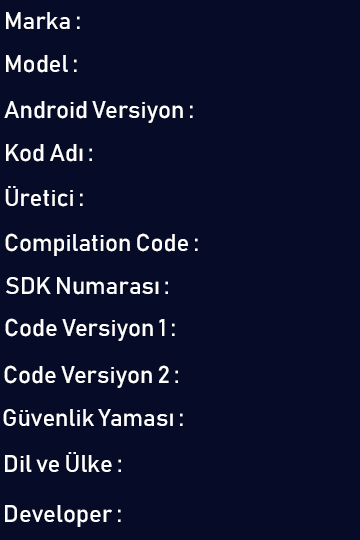 Marka :
Model :
Android Versiyon :
Kod Adı :
Üretici :
Compilation Code :
SDK Numarası :
Code Versiyon 1 :
Code Versiyon 2 :
Güvenlik Yaması :
Dil ve Ülke :
Developer :